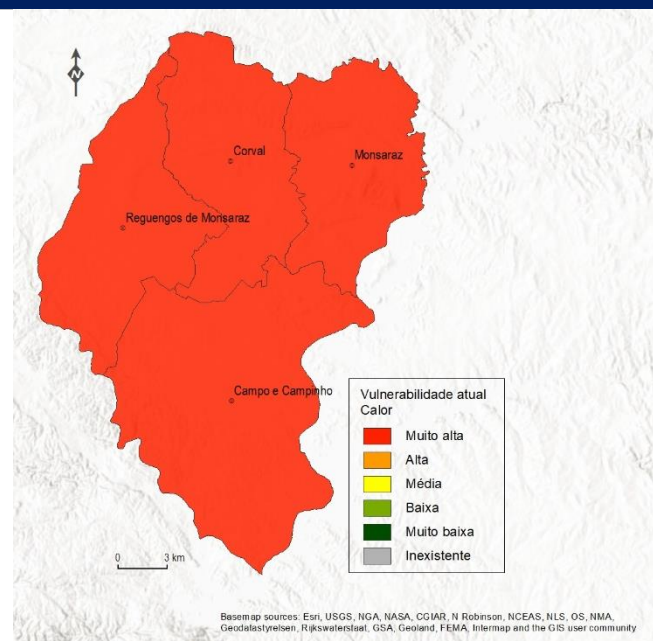 N
Corval
Monsaraz
Reguengos de Monsaraz
Campo e Campinho
Vulnerabilidade atual
Calor
Muito alta
Alta
Média
Baixa
Muito baixa
Inexistente
0 3 km
Basemap sources: Esri, USGS, NGA, NASA, CGIAR, N Robinson, NCEAS, NLS, OS, NMA,
Geodatastyrelsen, Rijkswaterstaat, GSA, Geoland, FEMA, Intermap and the GIS user community